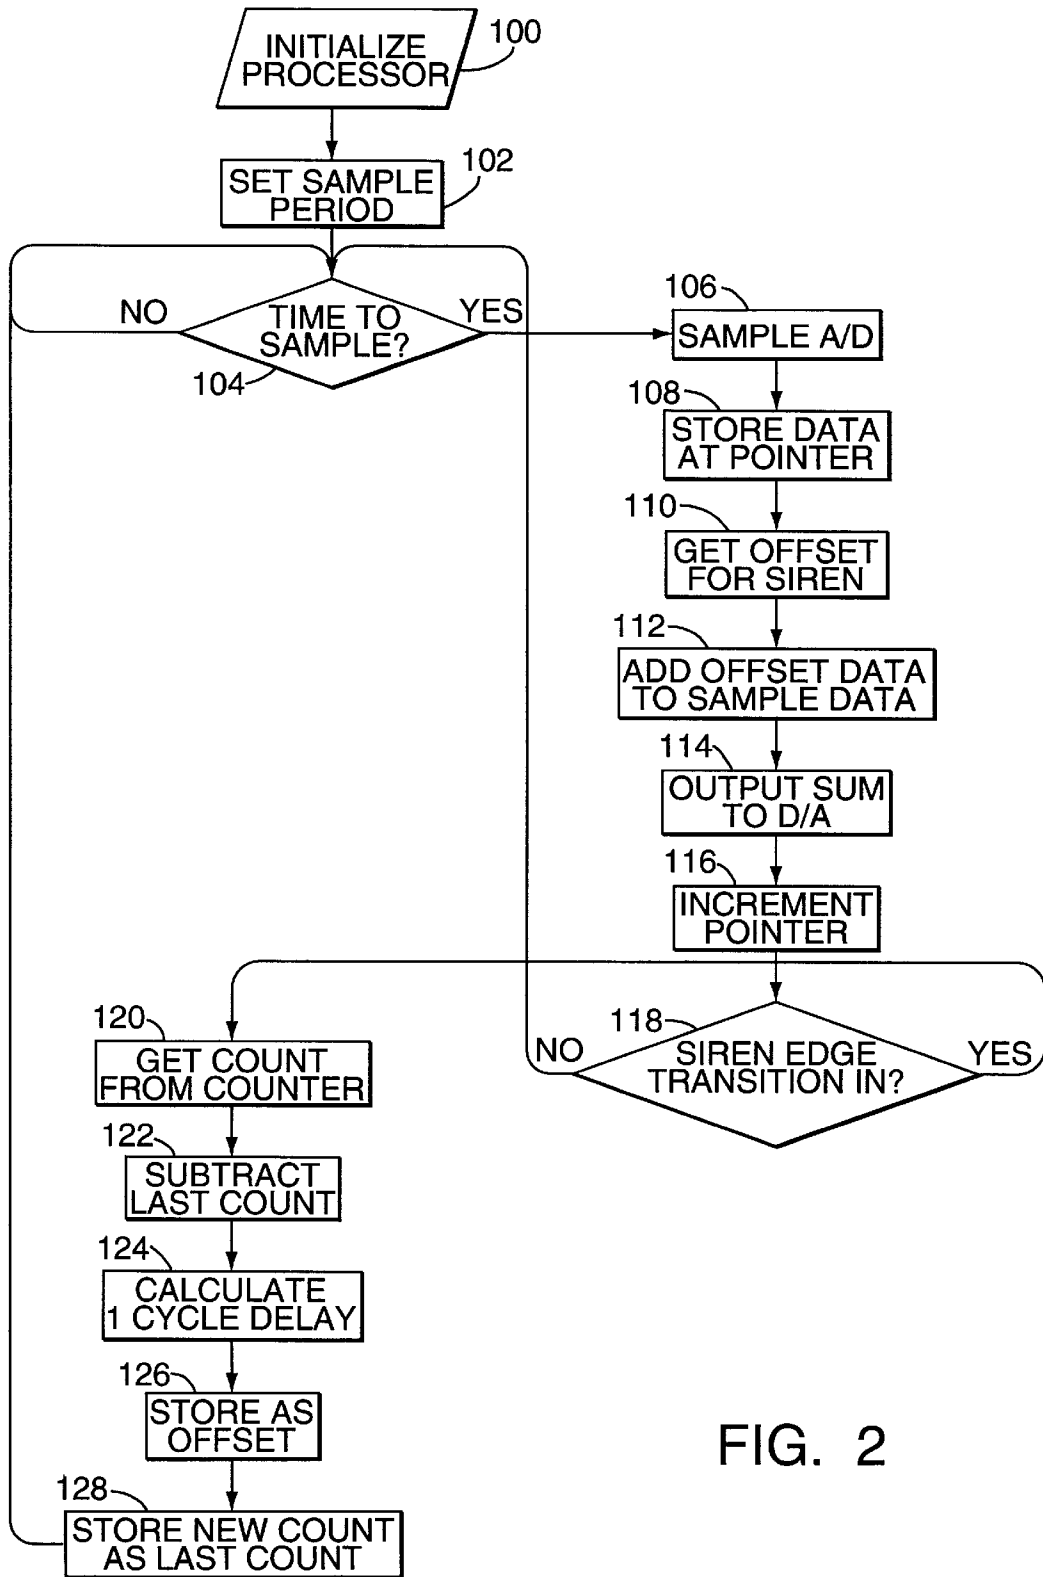 100
INITIALIZE
PROCESSOR
102
SET SAMPLE
PERIOD
NO
YES
TIME TO
SAMPLE?
104
106
SAMPLE A/D
108
STORE DATA
AT POINTER
110
GET OFFSET
FOR SIREN
112
ADD OFFSET DATA
TO SAMPLE DATA
114
OUTPUT SUM
TO D/A
116
INCREMENT
POINTER
118
NO
SIREN EDGE
TRANSITION IN?
YES
120
GET COUNT
FROM COUNTER
122
SUBTRACT
LAST COUNT
124
CALCULATE
1 CYCLE DELAY
126
STORE AS
OFFSET
128
STORE NEW COUNT
AS LAST COUNT
FIG. 2